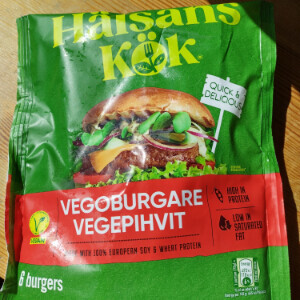 Hälsans
Kök
QUICK &
DELICIOUS
VEGOBURGARE
VEGEPIHVIT
HIGH IN
PROTEIN
LOW IN
SATURATED
FAT
WITH 100% EUROPEAN SOY & WHEAT PROTEIN
6 burgers